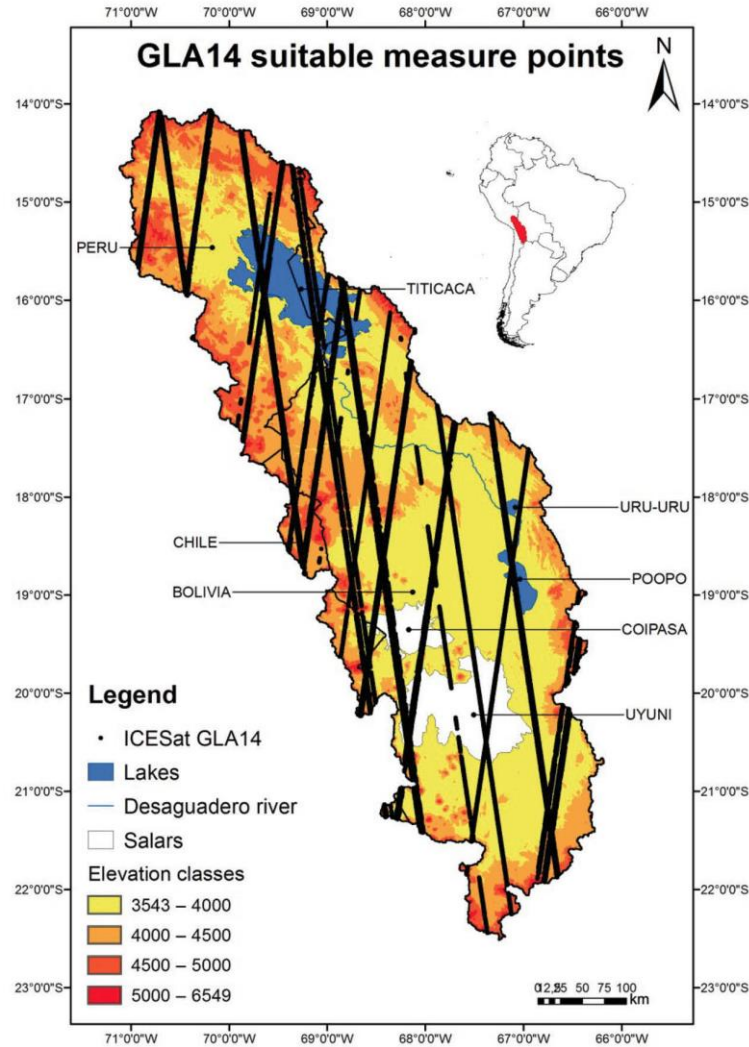 71°0'0"W 70°0'0"W 69°0'0"W 68°0'0"W 67°0'0"W 66°0'0"W
GLA14 suitable measure points
N
14°0'0"S 14°0'0"S
15°0'0"S 15°0'0"S
PERU
TITICACA
16°0'0"S 16°0'0"S
17°0'0"S 17°0'0"S
18°0'0"S 18°0'0"S
URU-URU
CHILE
POOPO
BOLIVIA
19°0'0"S 19°0'0"S
COIPASA
20°0'0"S 20°0'0"S
UYUNI
21°0'0"S 21°0'0"S
22°0'0"S 22°0'0"S
23°0'0"S 23°0'0"S
Legend
ICESat GLA14
Lakes
Desaguadero river
Salars
Elevation classes
3543 – 4000
4000 – 4500
4500 – 5000
5000 – 6549
50 75 100
km
71°0'0"W 70°0'0"W 69°0'0"W 68°0'0"W 67°0'0"W 66°0'0"W